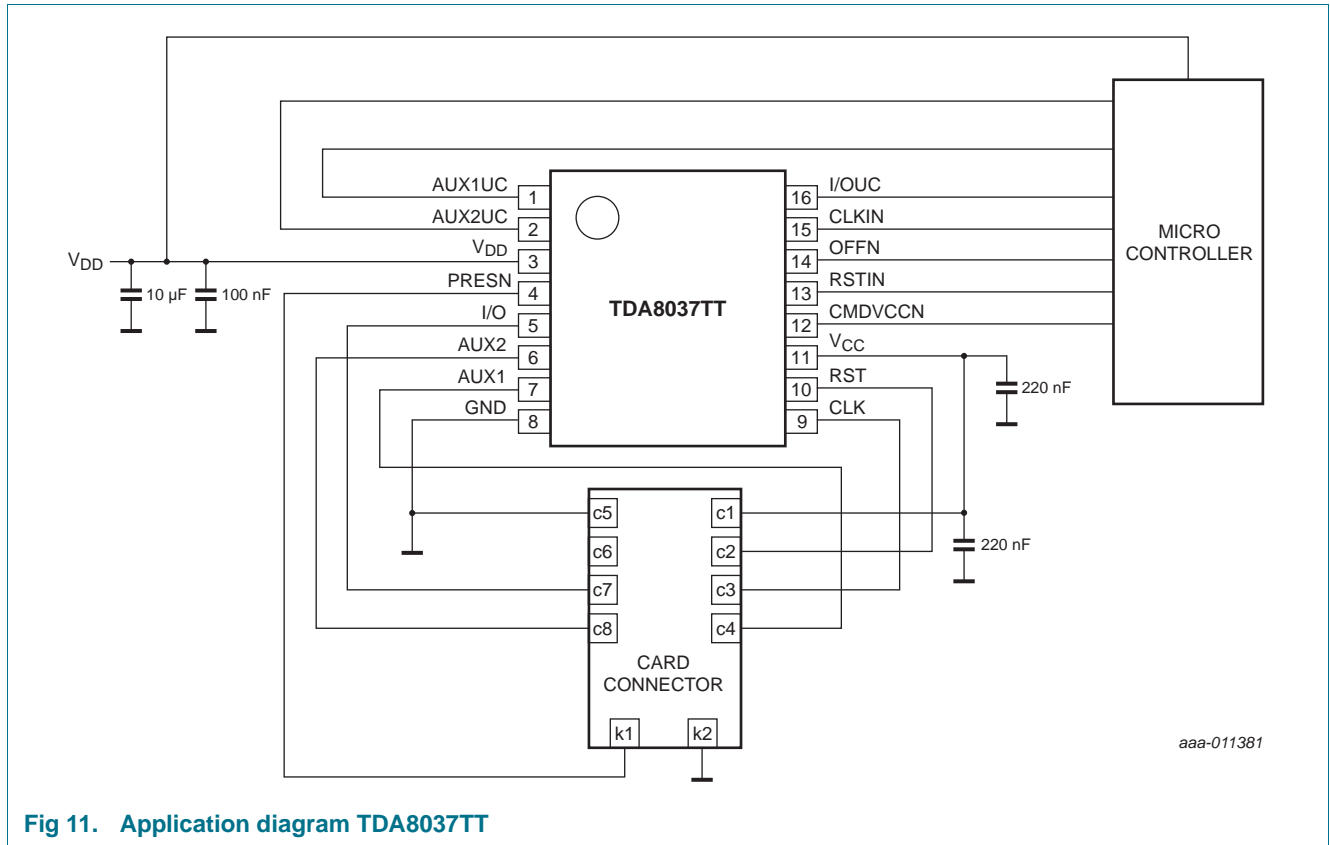 AUX1UC
1
AUX2UC
2
VDD
VDD
3
10 µF
100 nF
PRESN
4
I/O
5
AUX2
6
AUX1
7
GND
8
TDA8037TT
I/OUC
16
CLKIN
15
OFFN
14
RSTIN
13
CMDVCCN
12
VCC
11
RST
10
CLK
9
MICRO
CONTROLLER
220 nF
c5
c1
c6
c2
c7
c3
c8
c4
220 nF
CARD
CONNECTOR
k1
k2
aaa-011381
Fig 11. Application diagram TDA8037TT